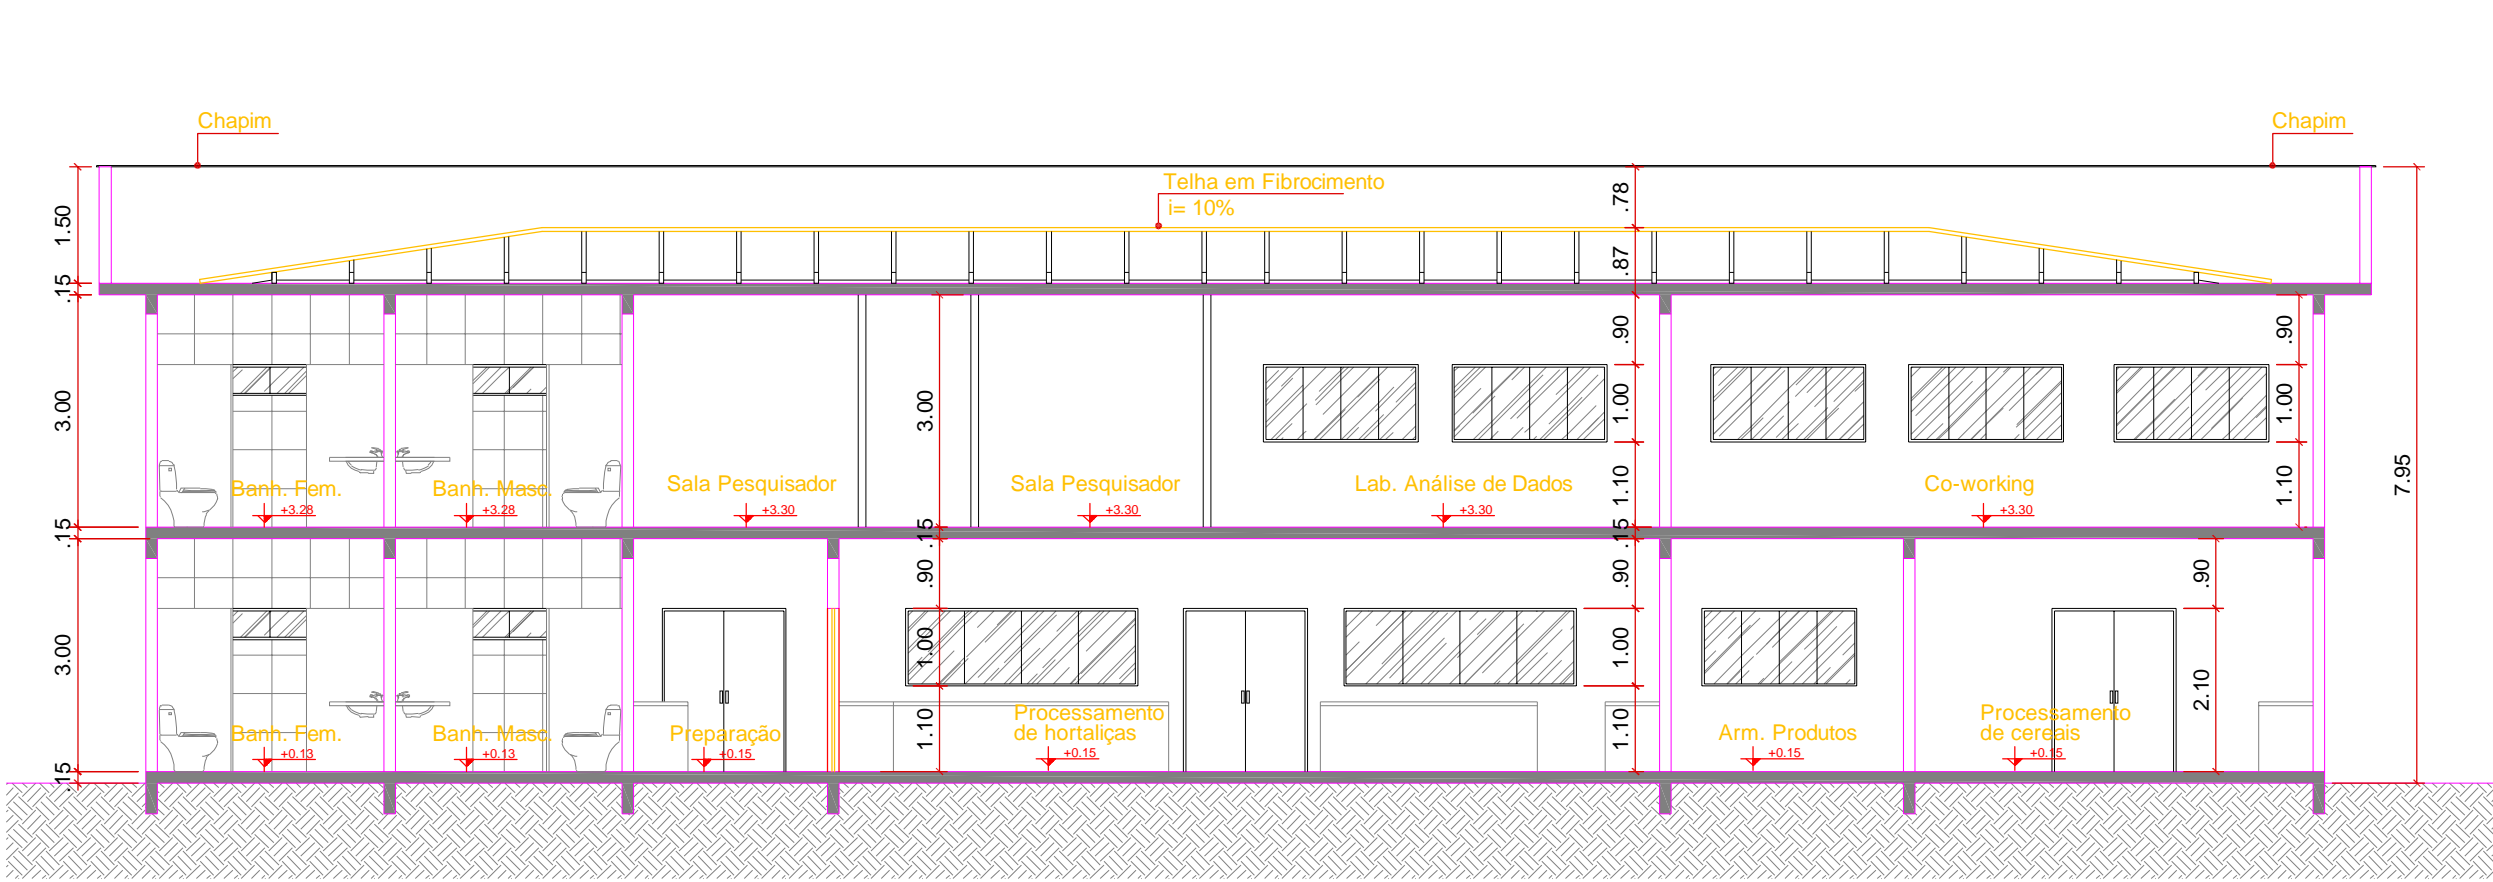 Chapim
Chapim
Telha em Fibrocimento
i= 10%
1.50
.78
.87
.15
.90
.90
3.00
3.00
1.00
1.00
7.95
1.10
1.10
Banh. Fem.
Banh. Masc.
Sala Pesquisador
Sala Pesquisador
Lab. Análise de Dados
Co-working
+3.28
+3.28
+3.30
+3.30
+3.30
+3.30
.15
.15
.15
.90
.90
.90
3.00
1.00
1.00
2.10
1.10
1.10
Banh. Fem.
Banh. Masc.
Preparação
Processamento
de hortaliças
Arm. Produtos
Processamento
de cereais
+0.13
+0.13
+0.15
+0.15
+0.15
+0.15
.15